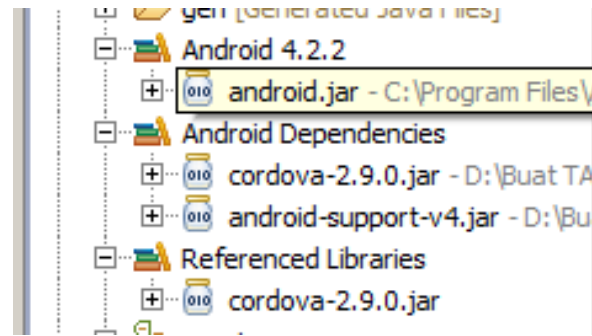 gen [Generated Java Files]
Android 4.2.2
android.jar - C:\Program Files\
Android Dependencies
cordova-2.9.0.jar - D:\Buat TA
android-support-v4.jar - D:\Bu
Referenced Libraries
cordova-2.9.0.jar